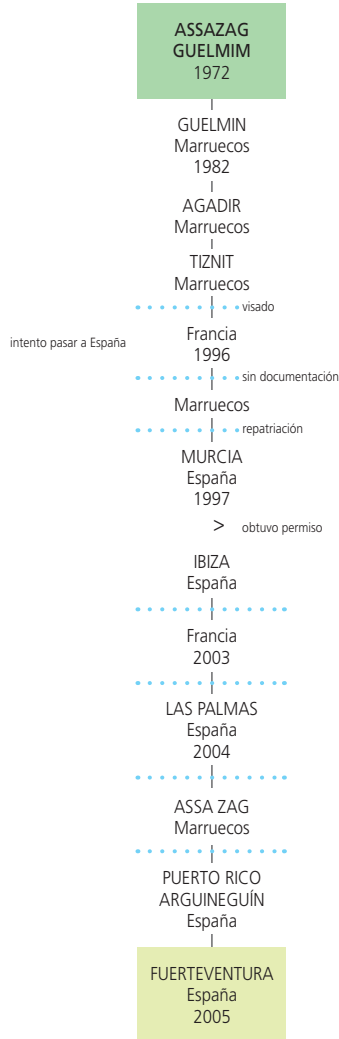 ASSAZAG
GUELMIM
1972
GUELMIN
Marruecos
1982
AGADIR
Marruecos
TIZNIT
Marruecos
visado
intento pasar a España
Francia
1996
sin documentación
Marruecos
repatriación
MURCIA
España
1997
> obtuvo permiso
IBIZA
España
Francia
2003
LAS PALMAS
España
2004
ASSA ZAG
Marruecos
PUERTO RICO
ARGUINEGUÍN
España
FUERTEVENTURA
España
2005